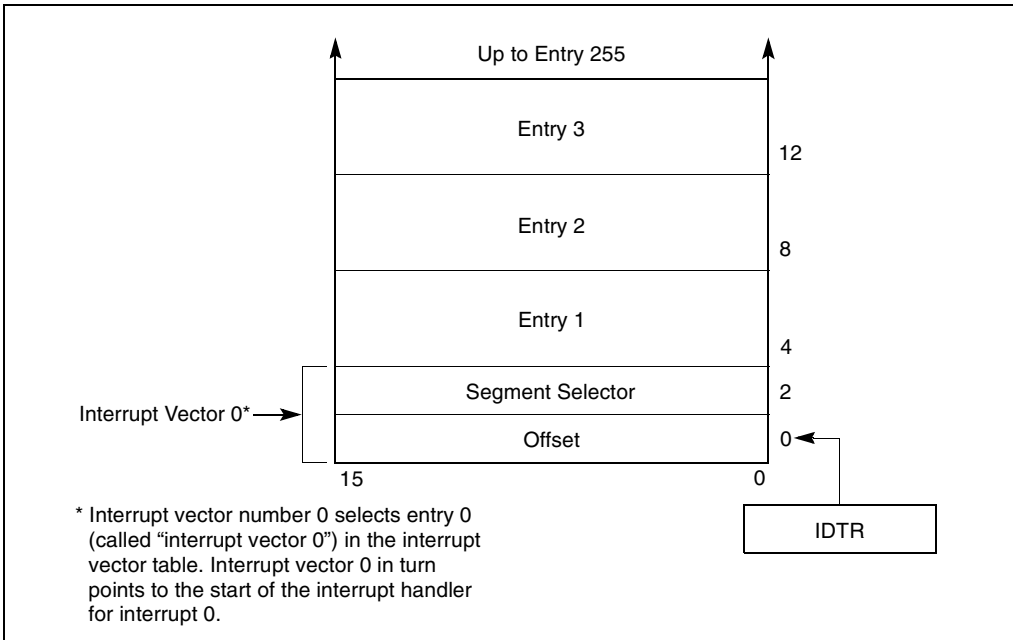 Up to Entry 255
Entry 3
12
Entry 2
8
Entry 1
4
Segment Selector
2
Interrupt Vector 0*
Offset
0
15
0
IDTR
* Interrupt vector number 0 selects entry 0
(called “interrupt vector 0”) in the interrupt
vector table. Interrupt vector 0 in turn
points to the start of the interrupt handler
for interrupt 0.